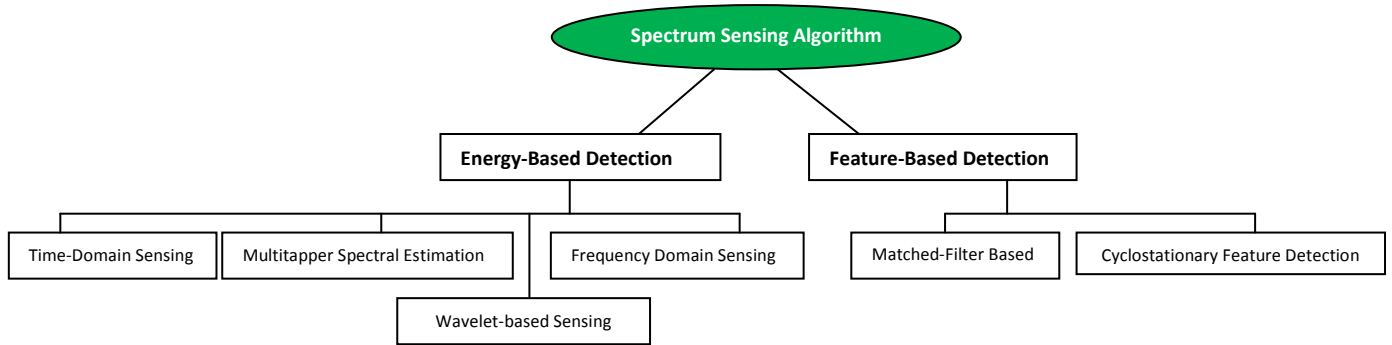 Spectrum Sensing Algorithm
Energy-Based Detection
Feature-Based Detection
Time-Domain Sensing
Multitapper Spectral Estimation
Frequency Domain Sensing
Matched-Filter Based
Cyclostationary Feature Detection
Wavelet-based Sensing